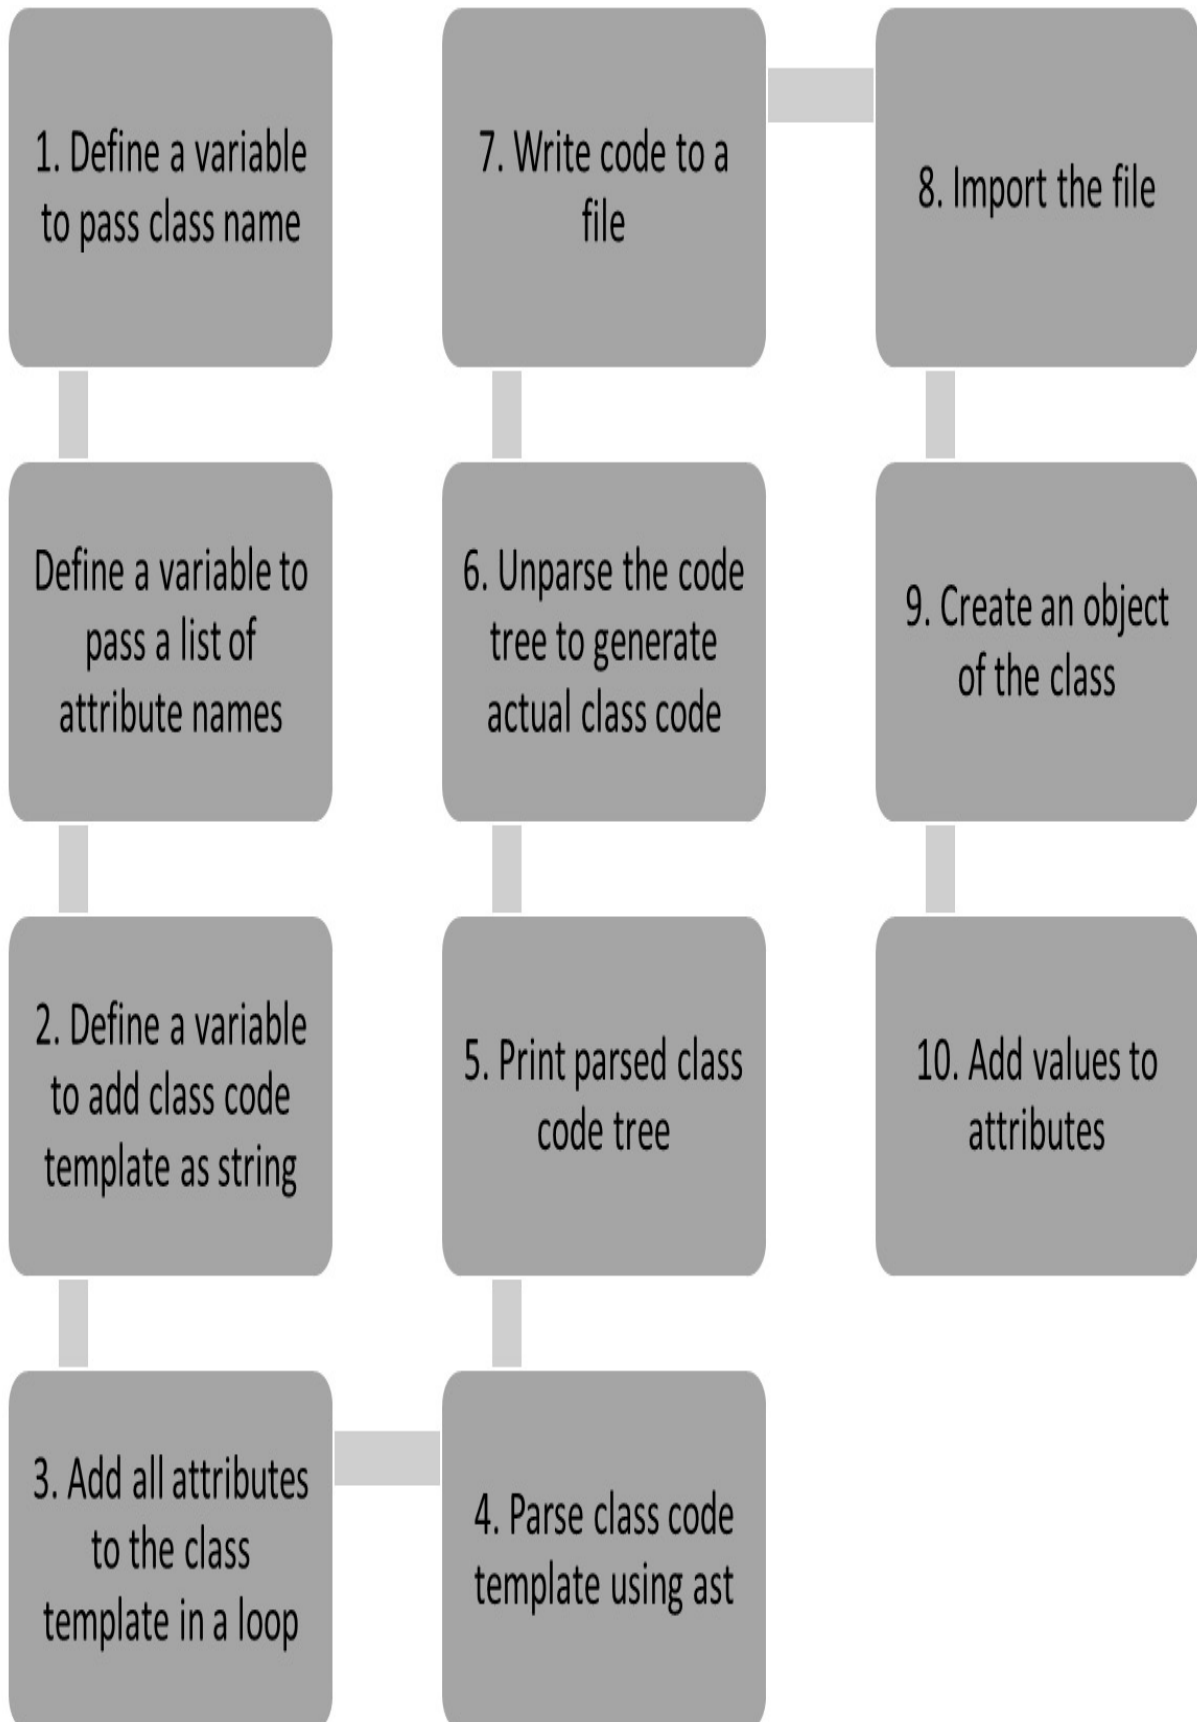 1. Define a variable
to pass class name
Define a variable to
pass a list of
attribute names
2. Define a variable
to add class code
template as string
3. Add all attributes
to the class
template in a loop
4. Parse class code
template using ast
5. Print parsed class
code tree
6. Unparse the code
tree to generate
actual class code
7. Write code to a
file
8. Import the file
9. Create an object
of the class
10. Add values to
attributes